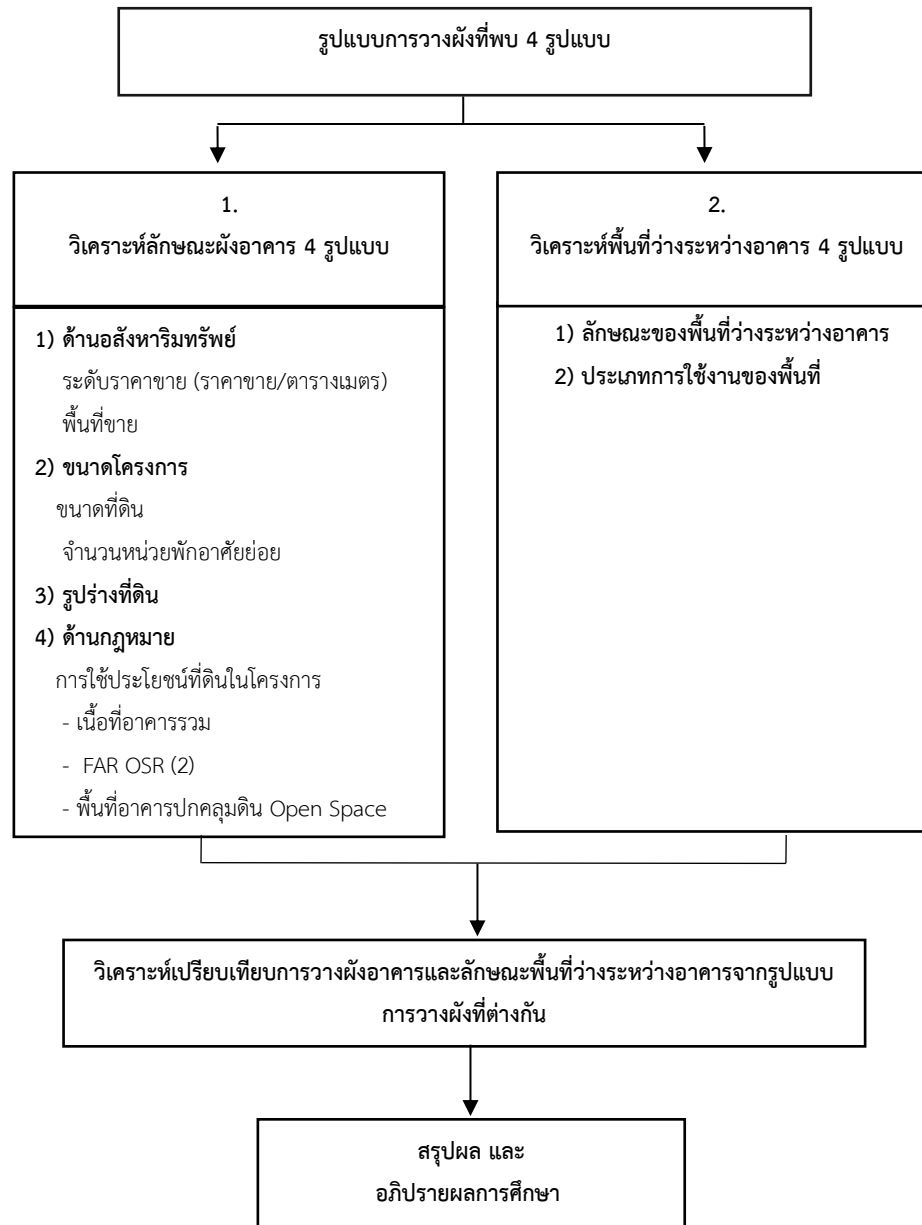 รูปแบบการวางผังที่พบ 4 รูปแบบ
1.
วิเคราะห์ลักษณะผังอาคาร 4 รูปแบบ
1) ด้านอสังหาริมทรัพย์
ระดับราคาขาย (ราคาขาย/ตารางเมตร)
พื้นที่ขาย
2) ขนาดโครงการ
ขนาดที่ดิน
จำนวนหน่วยพักอาศัยย่อย
3) รูปร่างที่ดิน
4) ด้านกฎหมาย
การใช้ประโยชน์ที่ดินในโครงการ
- เนื้อที่อาคารรวม
- FAR OSR (2)
- พื้นที่อาคารปกคลุมดิน Open Space
2.
วิเคราะห์พื้นที่ว่างระหว่างอาคาร 4 รูปแบบ
1) ลักษณะของพื้นที่ว่างระหว่างอาคาร
2) ประเภทการใช้งานของพื้นที่
วิเคราะห์เปรียบเทียบการวางผังอาคารและลักษณะพื้นที่ว่างระหว่างอาคารจากรูปแบบ
การวางผังที่ต่างกัน
สรุปผล และ
อภิปรายผลการศึกษา